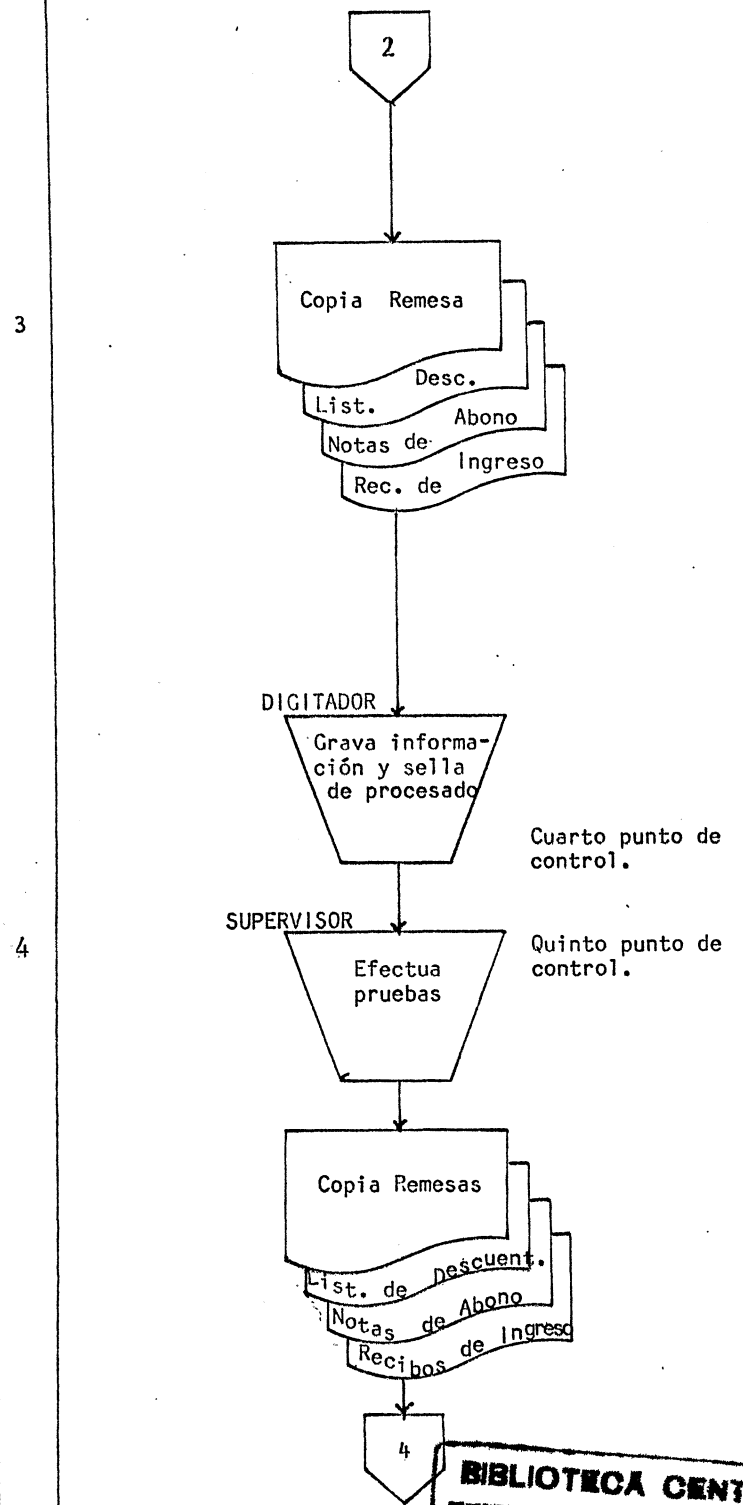 2
3
Copia Remesa
List. Desc.
Notas de Abono
Rec. de Ingreso
DIGITADOR
Grava informa-
ción y sella
de procesado
Cuarto punto de
control.
4
SUPERVISOR
Efectua
pruebas
Quinto punto de
control.
Copia Remesas
List. de Descuent.
Notas de Abono
Recibos de Ingreso
4
BIBLIOTECA CENT